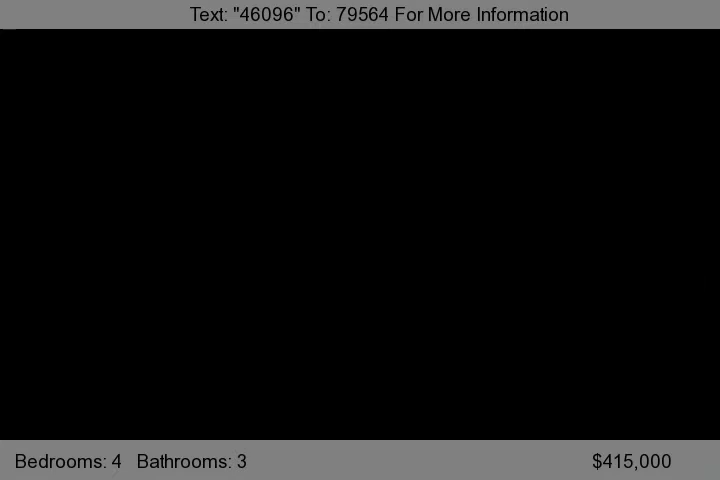 Text: "46096" To: 79564 For More Information
Bedrooms: 4 Bathrooms: 3 $415,000